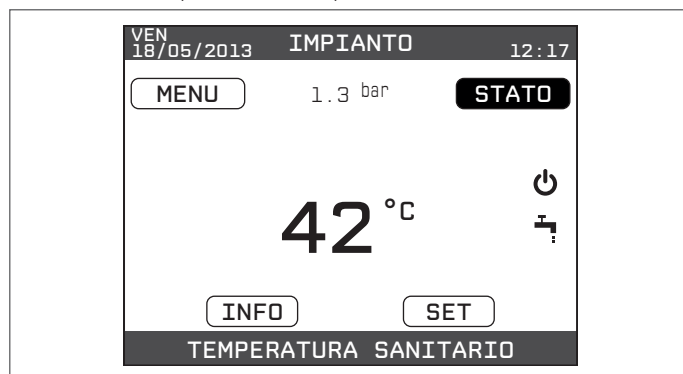 VEN
18/05/2013 IMPIANTO 12:17
MENU 1.3 bar STATO
42 °C
INFO SET
TEMPERATURA SANITARIO